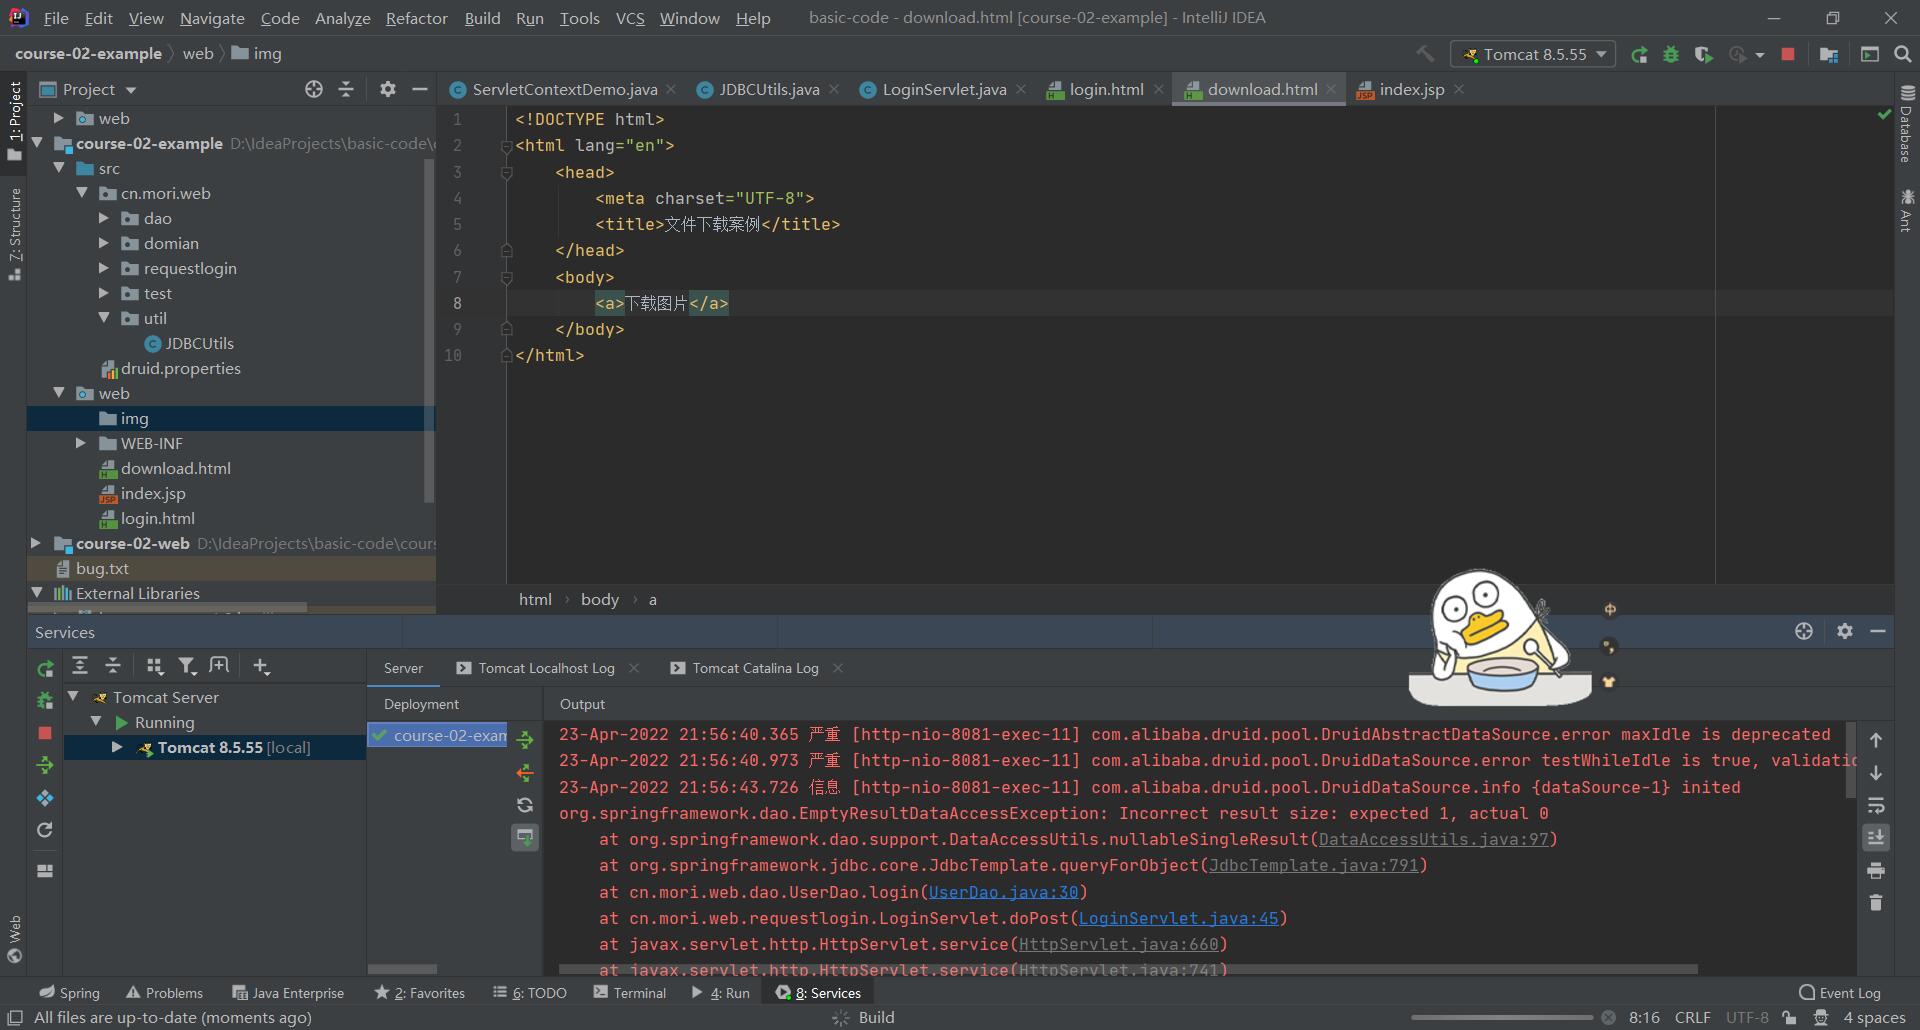 File Edit View Navigate Code Analyze Refactor Build Run Tools VCS Window Help basic-code - download.html [course-02-example] - IntelliJ IDEA
course-02-example web img
Tomcat 8.5.55
1: Project
7: Structure
Web
Project
web
course-02-example D:\IdeaProjects\basic-code\
src
cn.mori.web
dao
domian
requestlogin
test
util
JDBCUtils
druid.properties
web
img
WEB-INF
download.html
index.jsp
login.html
course-02-web D:\IdeaProjects\basic-code\cours
bug.txt
External Libraries
ServletContextDemo.java JDBCUtils.java LoginServlet.java login.html download.html index.jsp
1 <!DOCTYPE html>
2 <html lang="en">
3 <head>
4 <meta charset="UTF-8">
5 <title>文件下载案例</title>
6 </head>
7 <body>
8 <a>下载图片</a>
9 </body>
10 </html>
html body a
Database
Ant
中
Services
Tomcat Server
Running
Tomcat 8.5.55 [local]
Server Tomcat Localhost Log Tomcat Catalina Log
Deployment
course-02-exam
Output
23-Apr-2022 21:56:40.365 严重 [http-nio-8081-exec-11] com.alibaba.druid.pool.DruidAbstractDataSource.error maxIdle is deprecated
23-Apr-2022 21:56:40.973 严重 [http-nio-8081-exec-11] com.alibaba.druid.pool.DruidDataSource.error testWhileIdle is true, validatio
23-Apr-2022 21:56:43.726 信息 [http-nio-8081-exec-11] com.alibaba.druid.pool.DruidDataSource.info {dataSource-1} inited
org.springframework.dao.EmptyResultDataAccessException: Incorrect result size: expected 1, actual 0
at org.springframework.dao.support.DataAccessUtils.nullableSingleResult(DataAccessUtils.java:97)
at org.springframework.jdbc.core.JdbcTemplate.queryForObject(JdbcTemplate.java:791)
at cn.mori.web.dao.UserDao.login(UserDao.java:30)
at cn.mori.web.requestlogin.LoginServlet.doPost(LoginServlet.java:45)
at javax.servlet.http.HttpServlet.service(HttpServlet.java:660)
at javax.servlet.http.HttpServlet.service(HttpServlet.java:741)
Spring Problems Java Enterprise 2: Favorites 6: TODO Terminal 4: Run 8: Services Event Log
All files are up-to-date (moments ago) Build 8:16 CRLF UTF-8 4 spaces